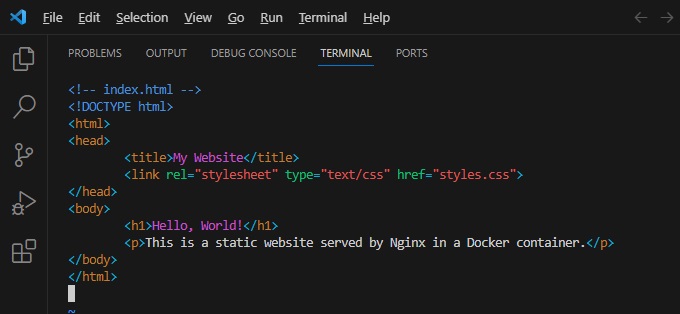 File Edit Selection View Go Run Terminal Help
PROBLEMS OUTPUT DEBUG CONSOLE TERMINAL PORTS
<!-- index.html -->
<!DOCTYPE html>
<html>
<head>
        <title>My Website</title>
        <link rel="stylesheet" type="text/css" href="styles.css">
</head>
<body>
        <h1>Hello, World!</h1>
        <p>This is a static website served by Nginx in a Docker container.</p>
</body>
</html>
~